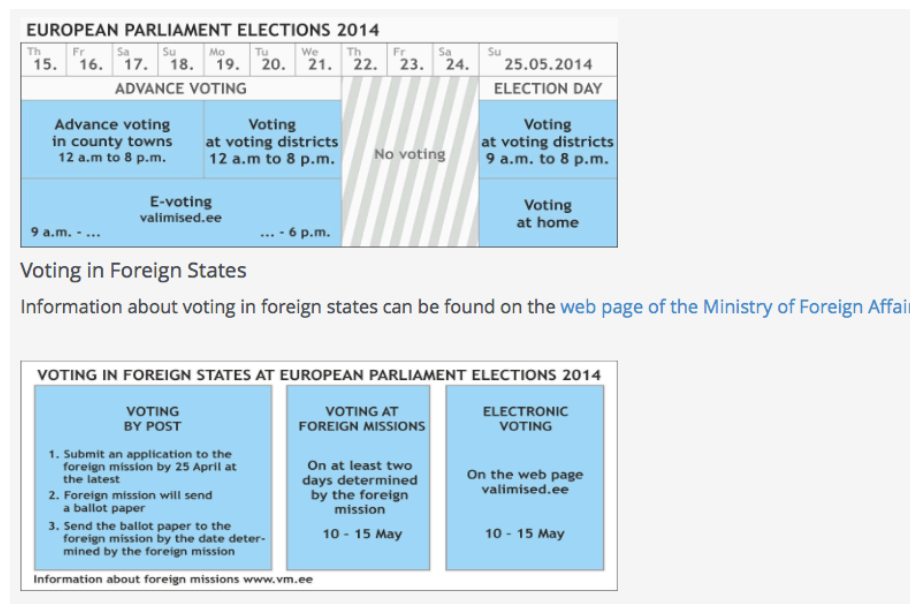 EUROPEAN PARLIAMENT ELECTIONS 2014
Th Fr Sa Su Mo Tu We Th Fr Sa Su
15. 16. 17. 18. 19. 20. 21. 22. 23. 24. 25.05.2014
ADVANCE VOTING
ELECTION DAY
Advance voting
in county towns
12 a.m to 8 p.m.
Voting
at voting districts
12 a.m to 8 p.m.
No voting
Voting
at voting districts
9 a.m. to 8 p.m.
E-voting
valimised.ee
9 a.m. - ...
... - 6 p.m.
Voting
at home
Voting in Foreign States
Information about voting in foreign states can be found on the web page of the Ministry of Foreign Affai
VOTING IN FOREIGN STATES AT EUROPEAN PARLIAMENT ELECTIONS 2014
VOTING
BY POST
1. Submit an application to the
foreign mission by 25 April at
the latest
2. Foreign mission will send
a ballot paper
3. Send the ballot paper to the
foreign mission by the date deter-
mined by the foreign mission
VOTING AT
FOREIGN MISSIONS
On at least two
days determined
by the foreign
mission
10 - 15 May
ELECTRONIC
VOTING
On the web page
valimised.ee
10 - 15 May
Information about foreign missions www.vm.ee